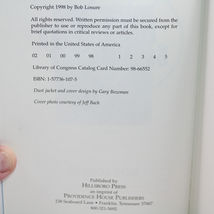 Copyright 1998 by Bob Lonsure
All rights reserved. Written permission must be secured from the
publisher to use or reproduce any part of this book, except for
brief quotations in critical reviews or articles.
Printed in the United States of America
02 01 00 99 98 1 2 3 4 5
Library of Congress Catalog Card Number: 98-66552
ISBN: 1-57736-107-5
Dust jacket and cover design by Gary Bozeman
Cover photo courtesy of Jeff Buch
Published by
HILLSBORO PRESS
an imprint of
PROVIDENCE HOUSE PUBLISHERS
238 Seaboard Lane • Franklin, Tennessee 37067
800-321-5692